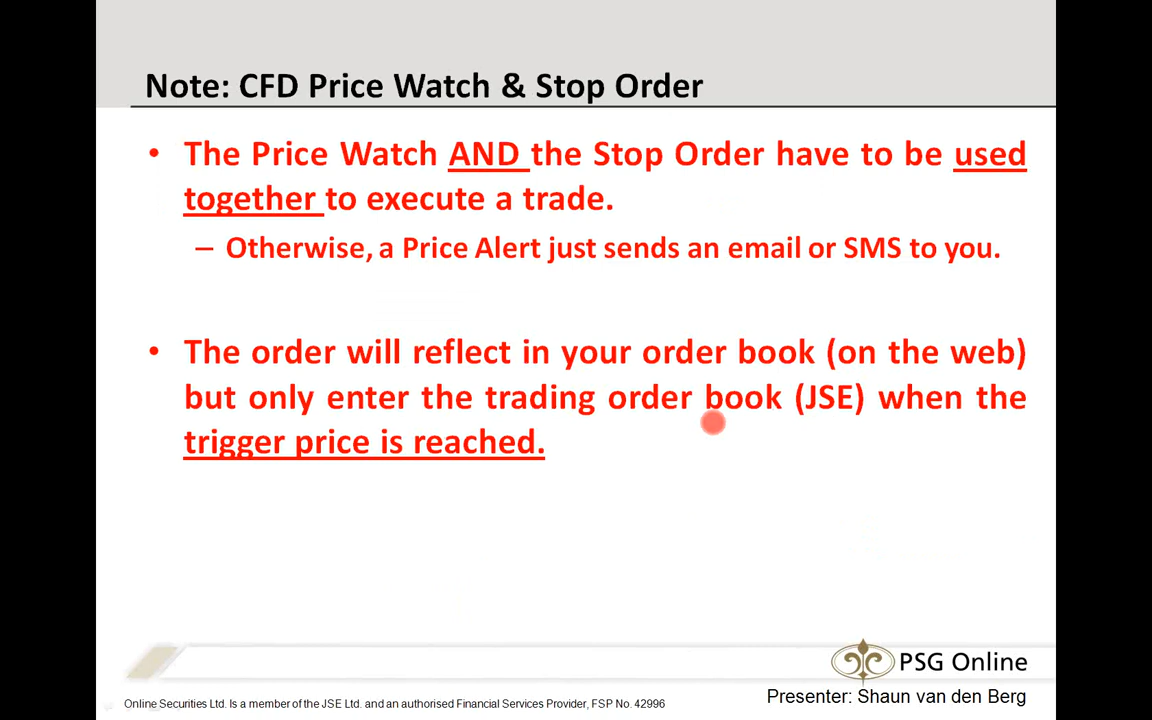 Note: CFD Price Watch & Stop Order
• The Price Watch AND the Stop Order have to be used
together to execute a trade.
– Otherwise, a Price Alert just sends an email or SMS to you.
• The order will reflect in your order book (on the web)
but only enter the trading order book (JSE) when the
trigger price is reached.
PSG Online
Presenter: Shaun van den Berg
Online Securities Ltd. Is a member of the JSE Ltd. and an authorised Financial Services Provider, FSP No. 42996